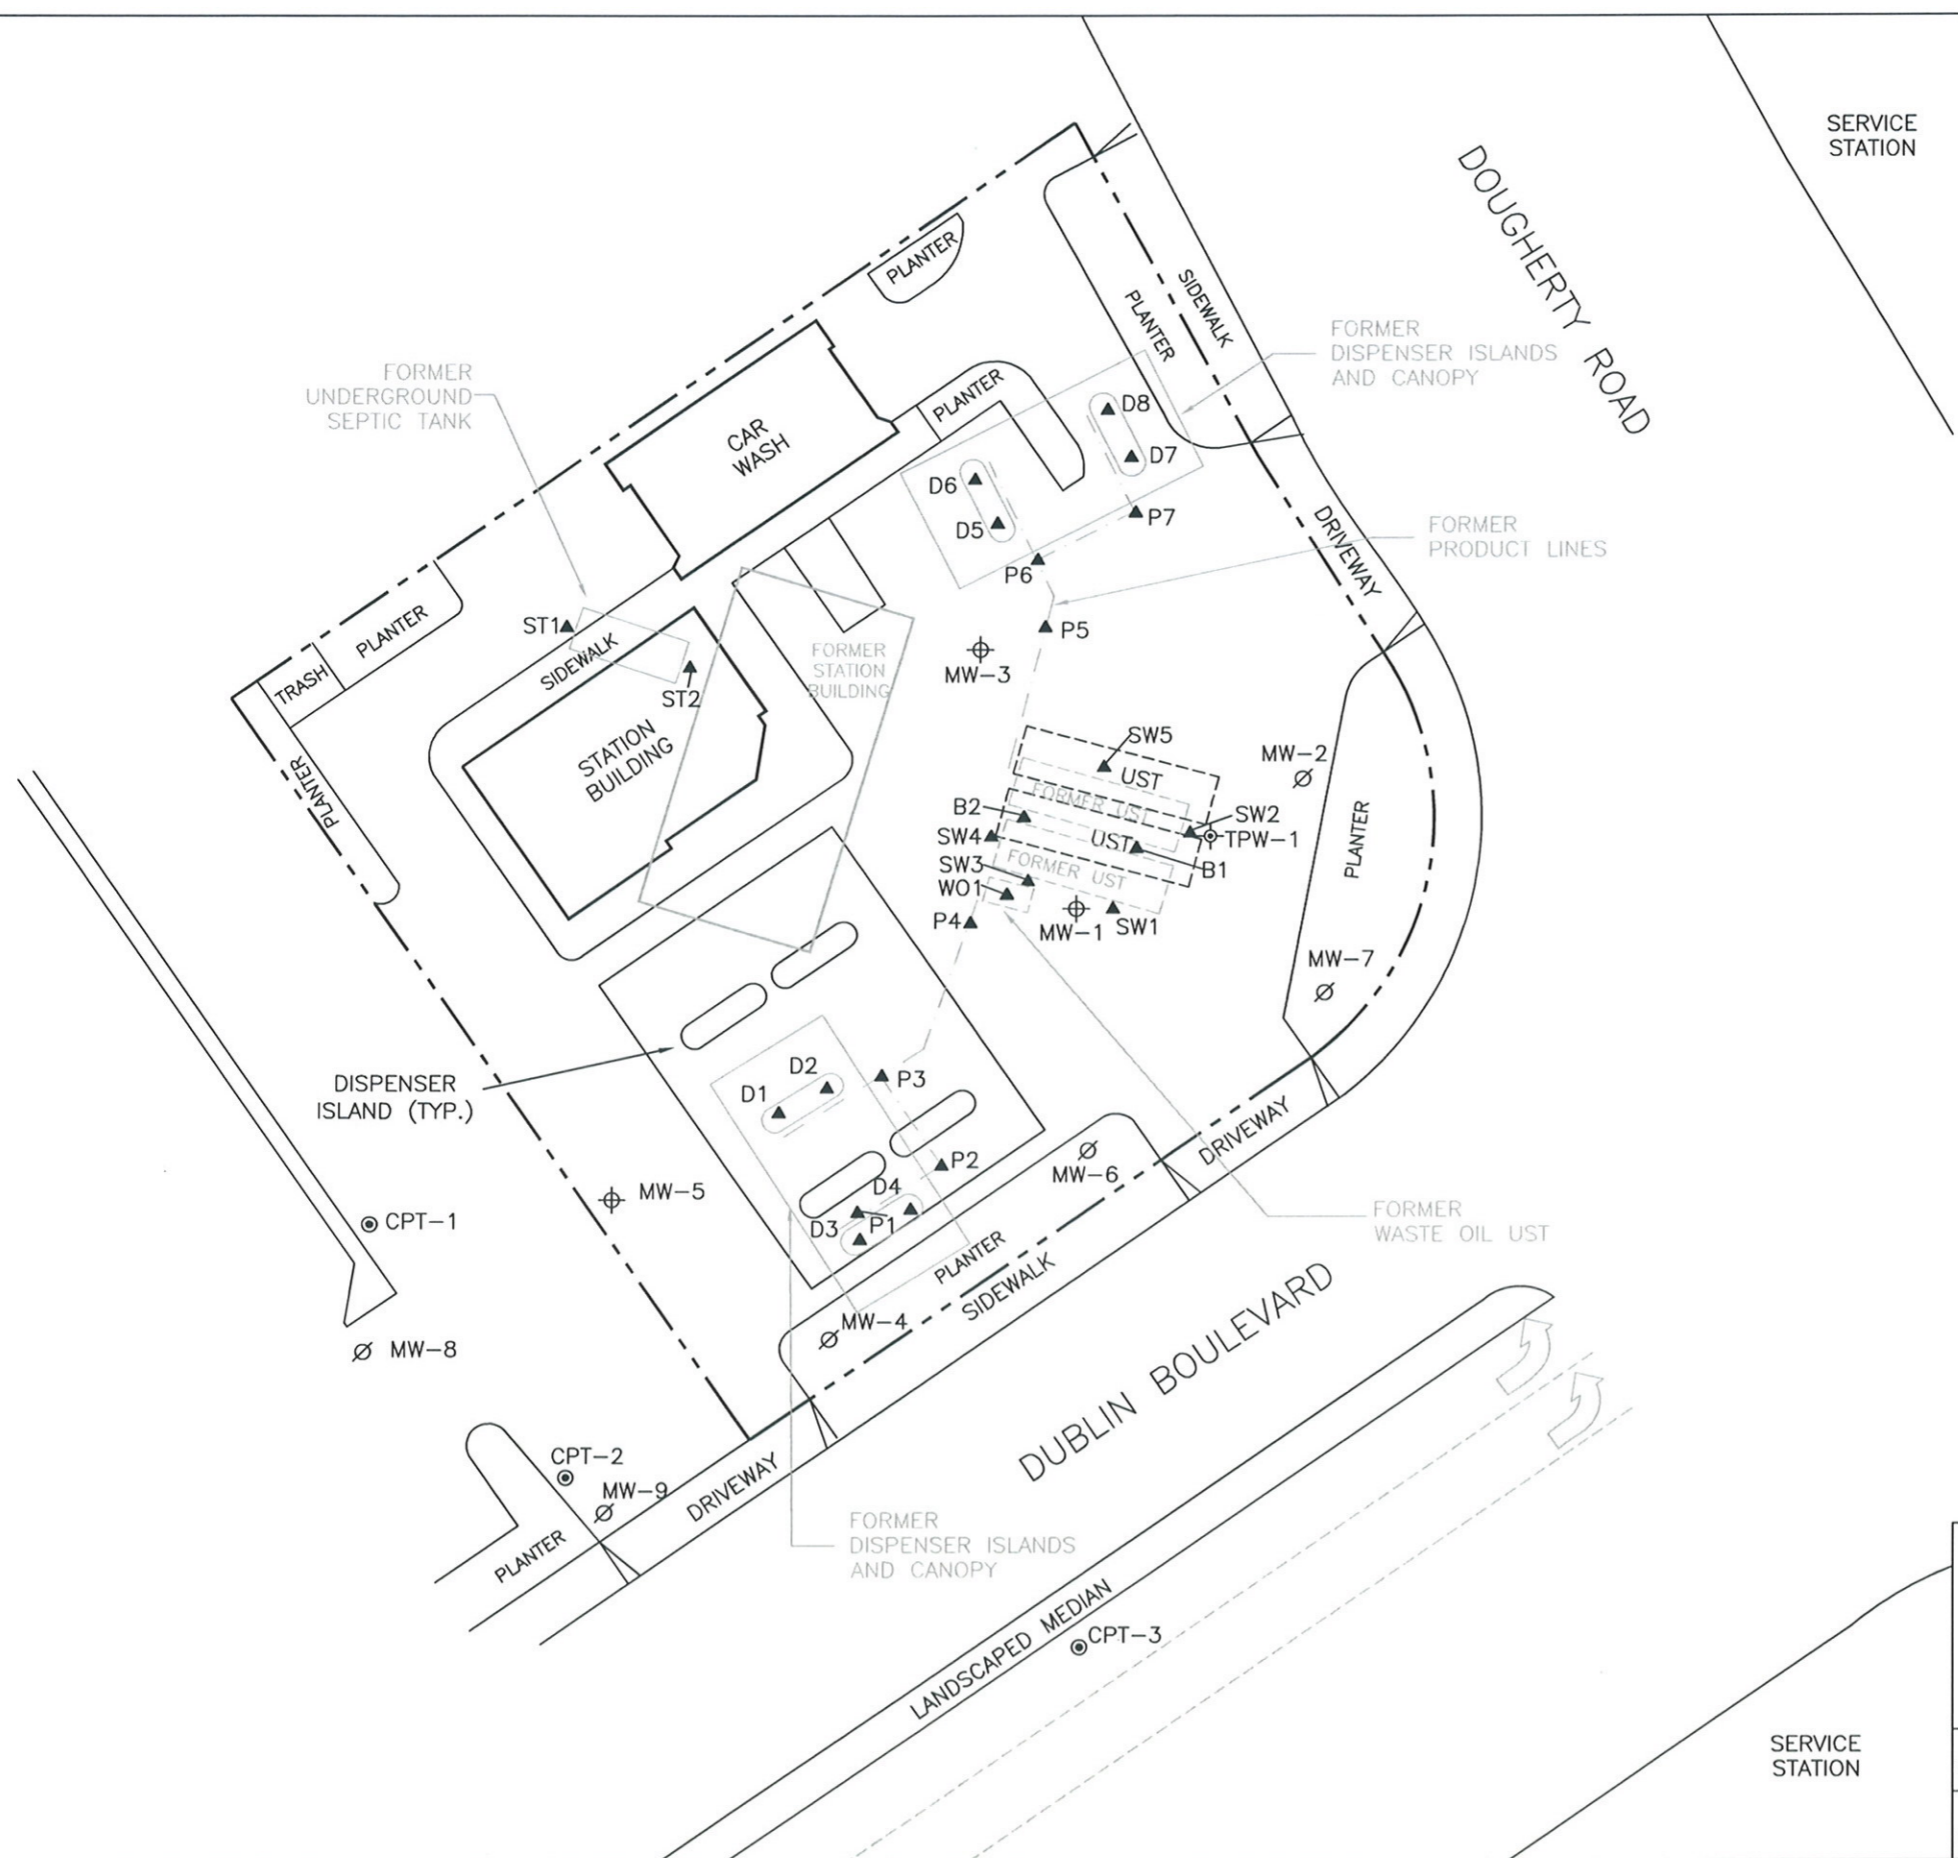 SERVICE
STATION
DOUGHERTY ROAD
PLANTER
SIDEWALK
PLANTER
FORMER
DISPENSER ISLANDS
AND CANOPY
FORMER
UNDERGROUND
SEPTIC TANK
CAR
WASH
PLANTER
D8
D7
D6
D5
P7
P6
DRIVEWAY
FORMER
PRODUCT LINES
ST1
PLANTER
SIDEWALK
TRASH
ST2
FORMER
STATION
BUILDING
P5
MW-3
STATION
BUILDING
PLANTER
SW5
UST
MW-2
FORMER UST
B2
SW2
SW4
UST
TPW-1
SW3
FORMER UST
B1
WO1
P4
MW-1
SW1
PLANTER
MW-7
DISPENSER
ISLAND (TYP.)
D2
D1
P3
P2
D4
D3
P1
MW-6
DRIVEWAY
MW-5
CPT-1
FORMER
WASTE OIL UST
PLANTER
SIDEWALK
MW-4
MW-8
DUBLIN BOULEVARD
CPT-2
MW-9
DRIVEWAY
PLANTER
FORMER
DISPENSER ISLANDS
AND CANOPY
LANDSCAPED MEDIAN
CPT-3
SERVICE
STATION